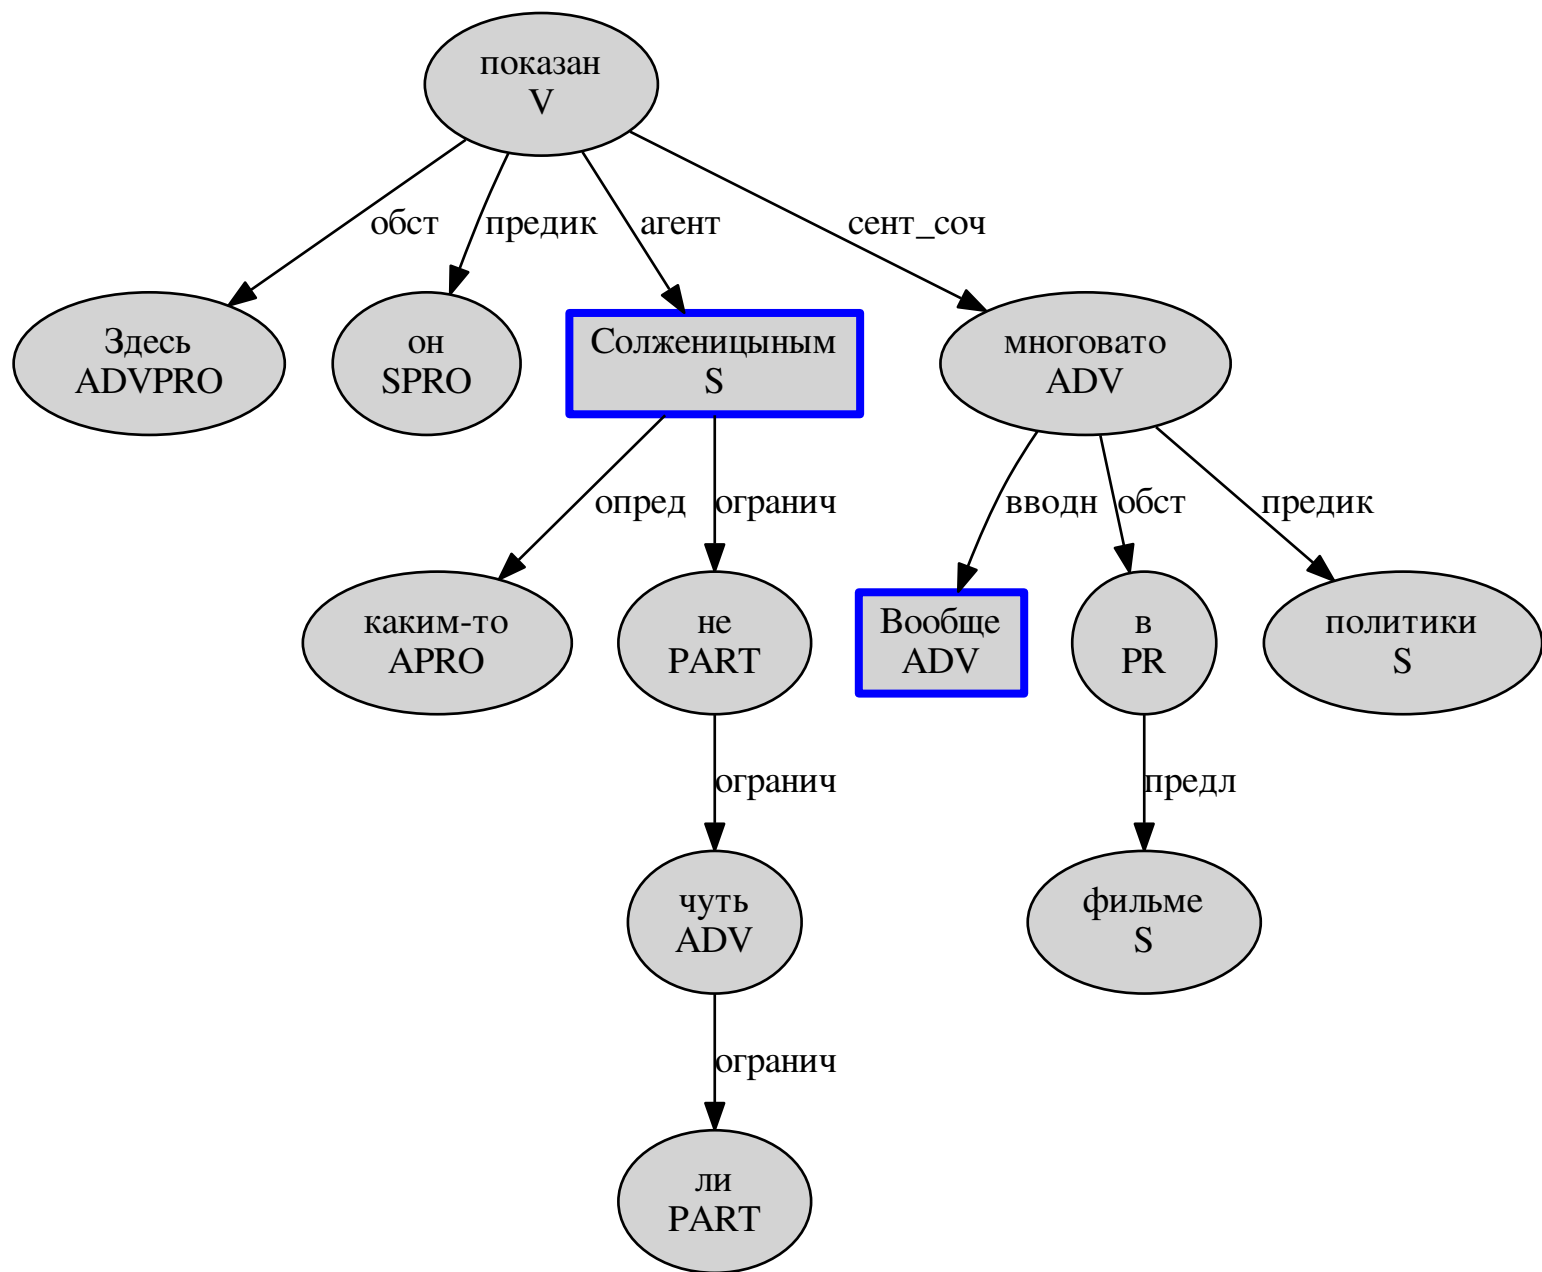 показан
V
обст
предик
агент
сент_соч
Здесь
ADVPRO
он
SPRO
Солженицыным
S
многовато
ADV
опред
огранич
вводн
обст
предик
каким-то
APRO
не
PART
Вообще
ADV
в
PR
политики
S
огранич
предл
чуть
ADV
фильме
S
огранич
ли
PART